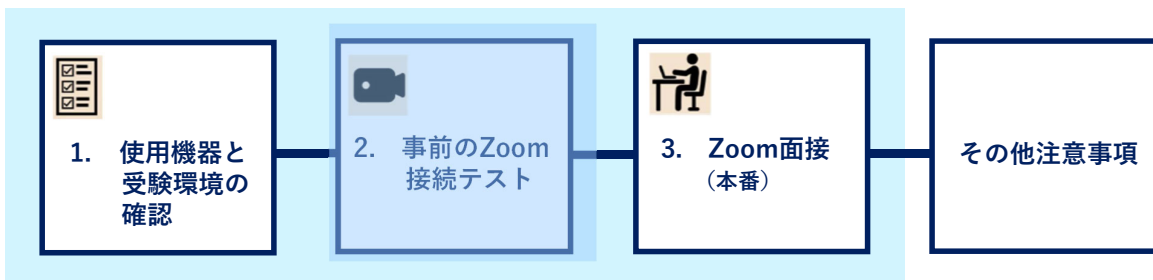 1. 使用機器と
受験環境の
確認
2. 事前のZoom
接続テスト
3. Zoom面接
（本番）
その他注意事項